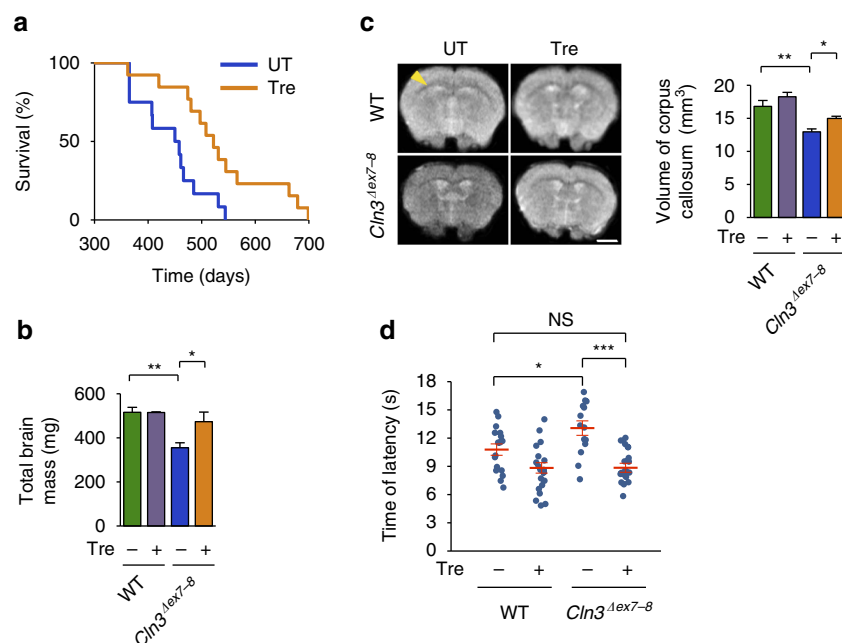 a
100
50
0
Survival (%)
300 400 500 600 700
Time (days)
UT
Tre
c
UT Tre
WT
Cln3 Δex7–8
Volume of corpus
callosum (mm3)
** *
20
15
10
5
0
Tre – + – +
WT
Cln3 Δex7–8
b
** *
600
400
200
0
Total brain
mass (mg)
Tre – + – +
WT
Cln3 Δex7–8
d
NS
* ***
18
15
12
9
6
3
0
Time of latency (s)
Tre – + – +
WT Cln3 Δex7–8